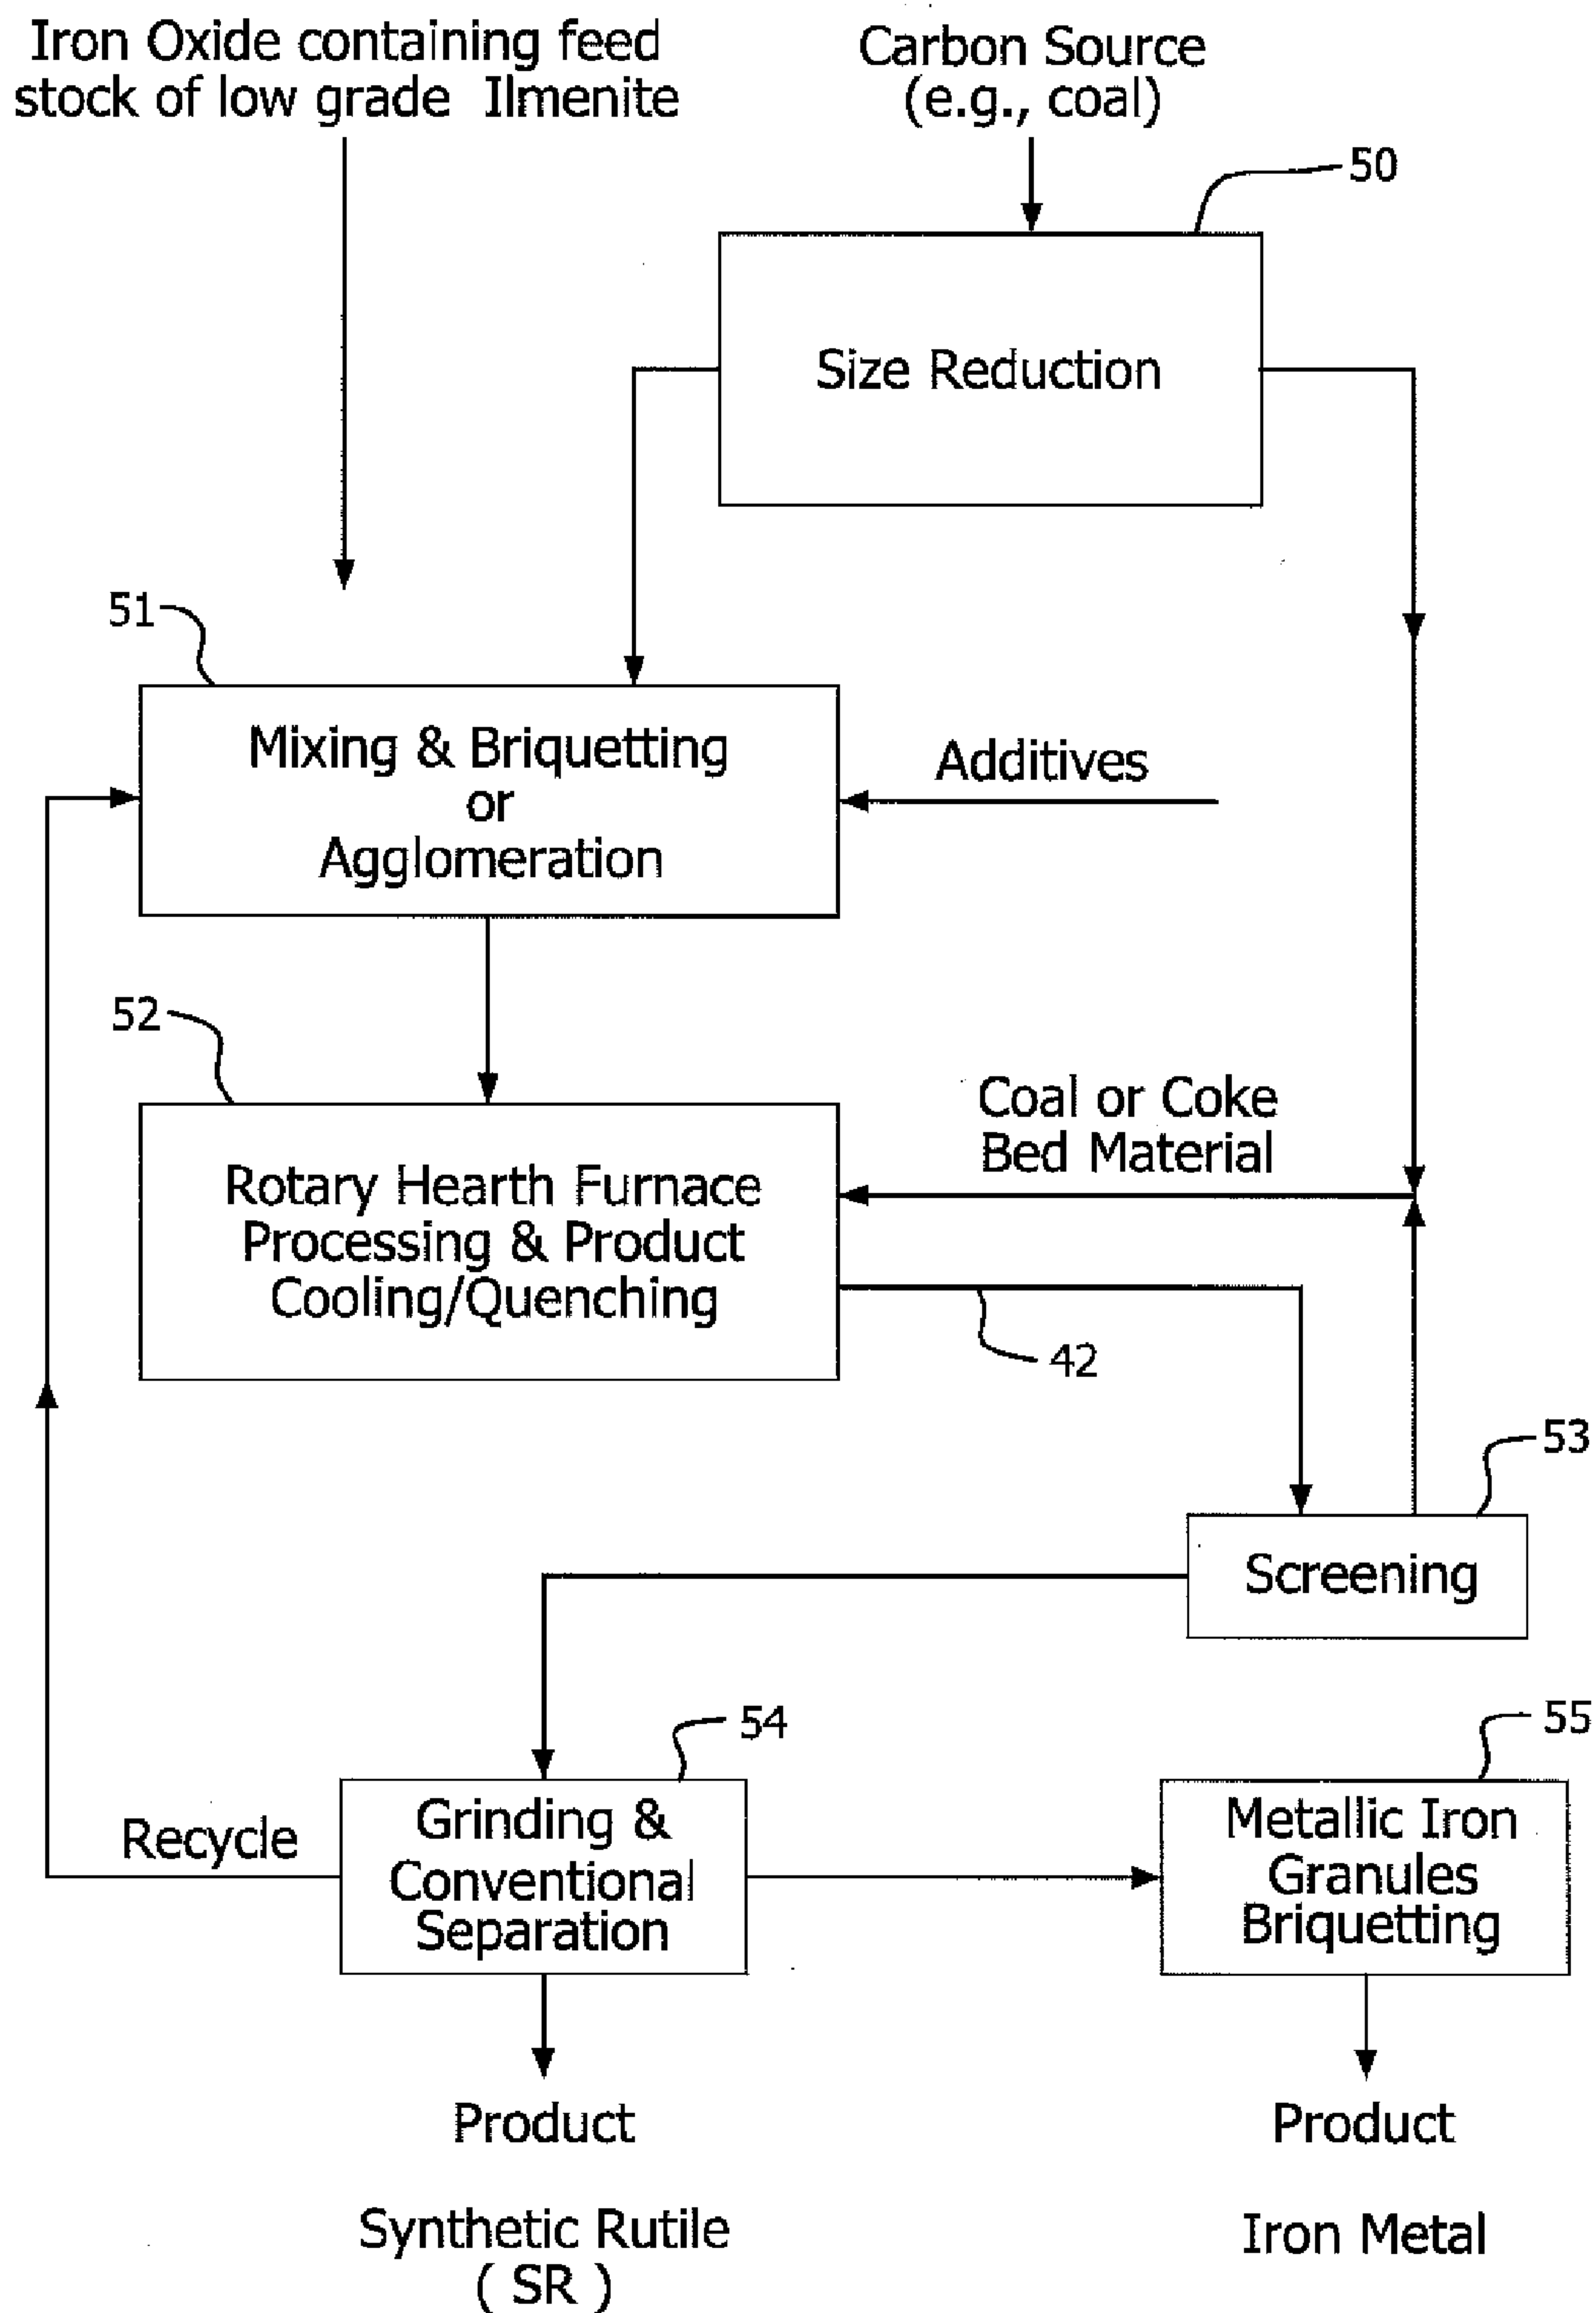 Iron Oxide containing feed
stock of low grade Ilmenite
Carbon Source
(e.g., coal)
50
Size Reduction
51
Mixing & Briquetting
or
Agglomeration
Additives
52
Rotary Hearth Furnace
Processing & Product
Cooling/Quenching
Coal or Coke
Bed Material
42
53
Screening
54
55
Recycle
Grinding &
Conventional
Separation
Metallic Iron
Granules
Briquetting
Product
Product
Synthetic Rutile
( SR )
Iron Metal